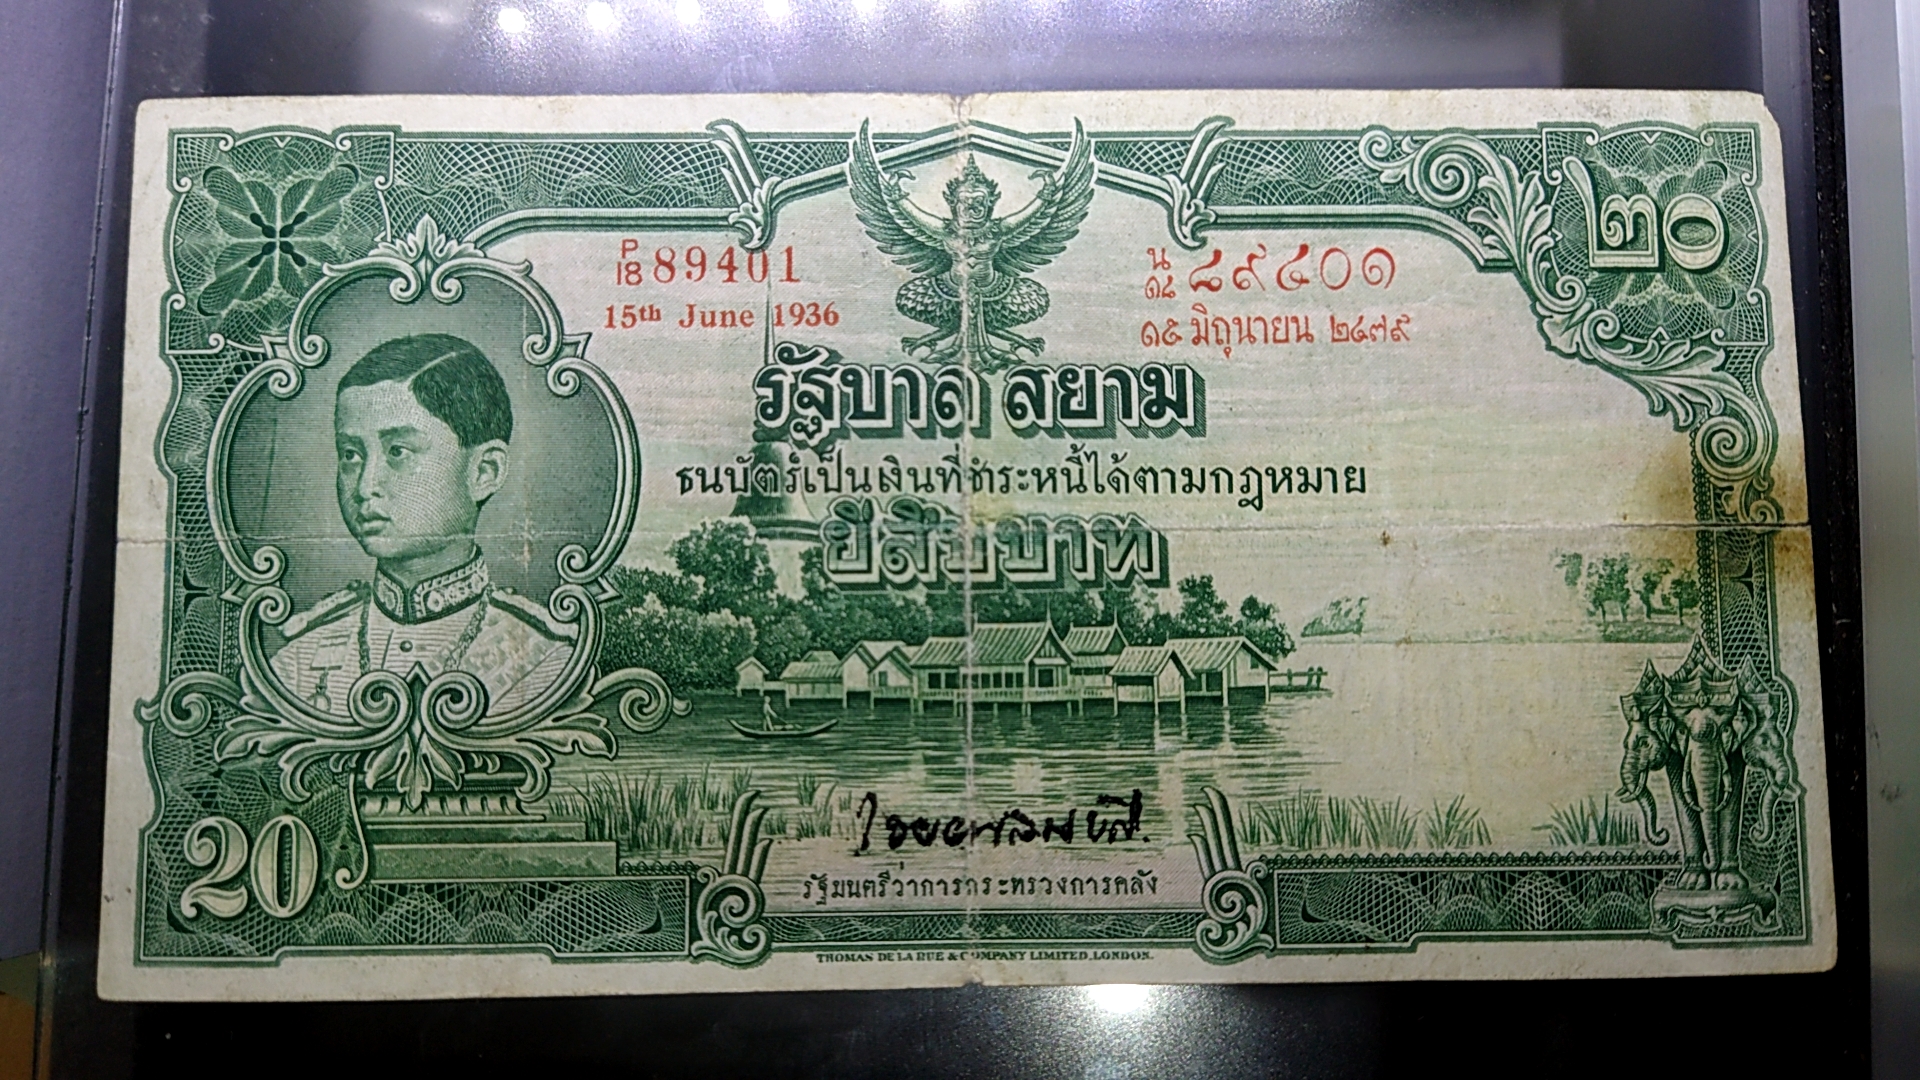 ๒๐
P/18 89401
น/๑๘ ๘๙๔๐๑
15th June 1936
๑๕ มิถุนายน ๒๔๗๙
รัฐบาล สยาม
ธนบัตร์เป็นเงินที่ชำระหนี้ได้ตามกฎหมาย
ยี่สิบบาท
20
รัฐมนตรีว่าการกระทรวงการคลัง
THOMAS DE LA RUE & COMPANY LIMITED, LONDON.